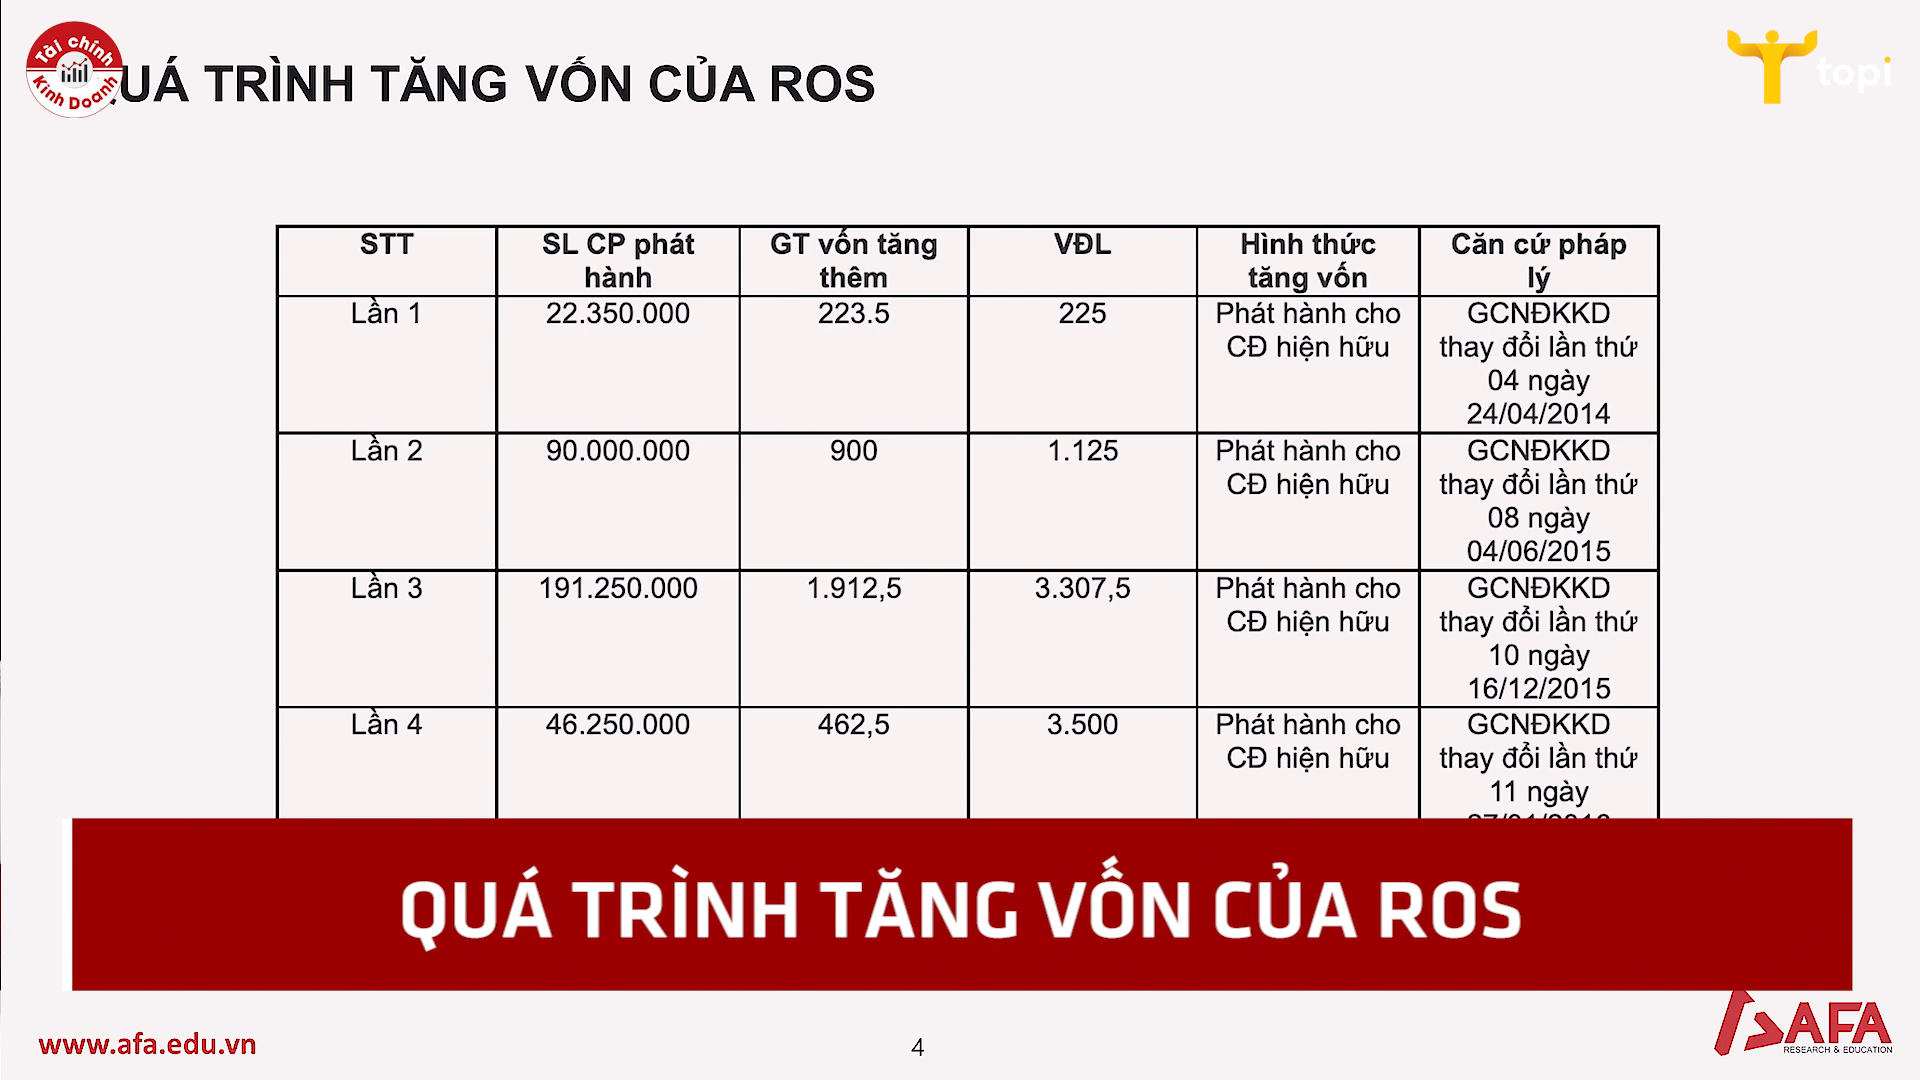 Tài chính
Kinh Doanh
QUÁ TRÌNH TĂNG VỐN CỦA ROS
topi
STT
SL CP phát
hành
GT vốn tăng
thêm
VĐL
Hình thức
tăng vốn
Căn cứ pháp
lý
Lần 1
22.350.000
223.5
225
Phát hành cho
CĐ hiện hữu
GCNĐKKD
thay đổi lần thứ
04 ngày
24/04/2014
Lần 2
90.000.000
900
1.125
Phát hành cho
CĐ hiện hữu
GCNĐKKD
thay đổi lần thứ
08 ngày
04/06/2015
Lần 3
191.250.000
1.912,5
3.307,5
Phát hành cho
CĐ hiện hữu
GCNĐKKD
thay đổi lần thứ
10 ngày
16/12/2015
Lần 4
46.250.000
462,5
3.500
Phát hành cho
CĐ hiện hữu
GCNĐKKD
thay đổi lần thứ
11 ngày
QUÁ TRÌNH TĂNG VỐN CỦA ROS
www.afa.edu.vn
4
AFA
RESEARCH & EDUCATION